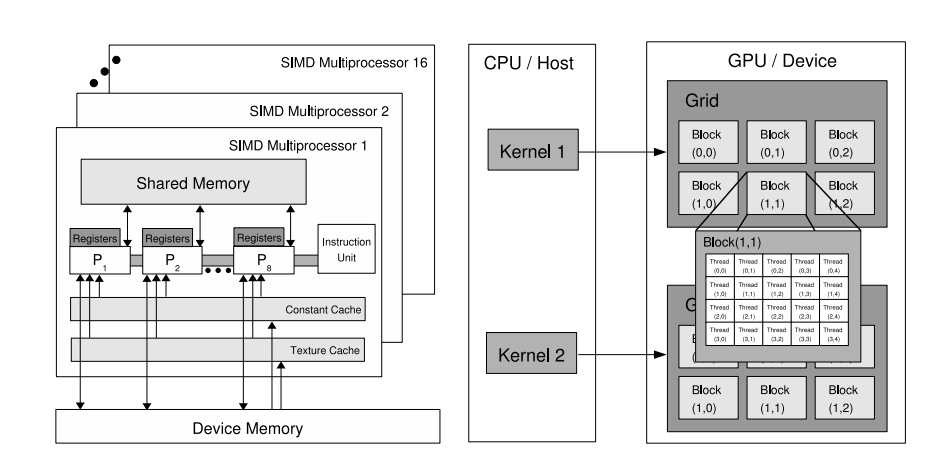 SIMD Multiprocessor 16
SIMD Multiprocessor 2
SIMD Multiprocessor 1
Shared Memory
Registers Registers Registers
Instruction
Unit
P1 P2 P8
Constant Cache
Texture Cache
Device Memory
CPU / Host
Kernel 1
Kernel 2
GPU / Device
Grid
Block Block Block
(0,0) (0,1) (0,2)
Block Block Block
(1,0) (1,1) (1,2)
Block(1,1)
Thread Thread Thread Thread Thread
(0,0) (0,1) (0,2) (0,3) (0,4)
Thread Thread Thread Thread Thread
(1,0) (1,1) (1,2) (1,3) (1,4)
Thread Thread Thread Thread Thread
(2,0) (2,1) (2,2) (2,3) (2,4)
Thread Thread Thread Thread Thread
(3,0) (3,1) (3,2) (3,3) (3,4)
Block Block Block
(1,0) (1,1) (1,2)